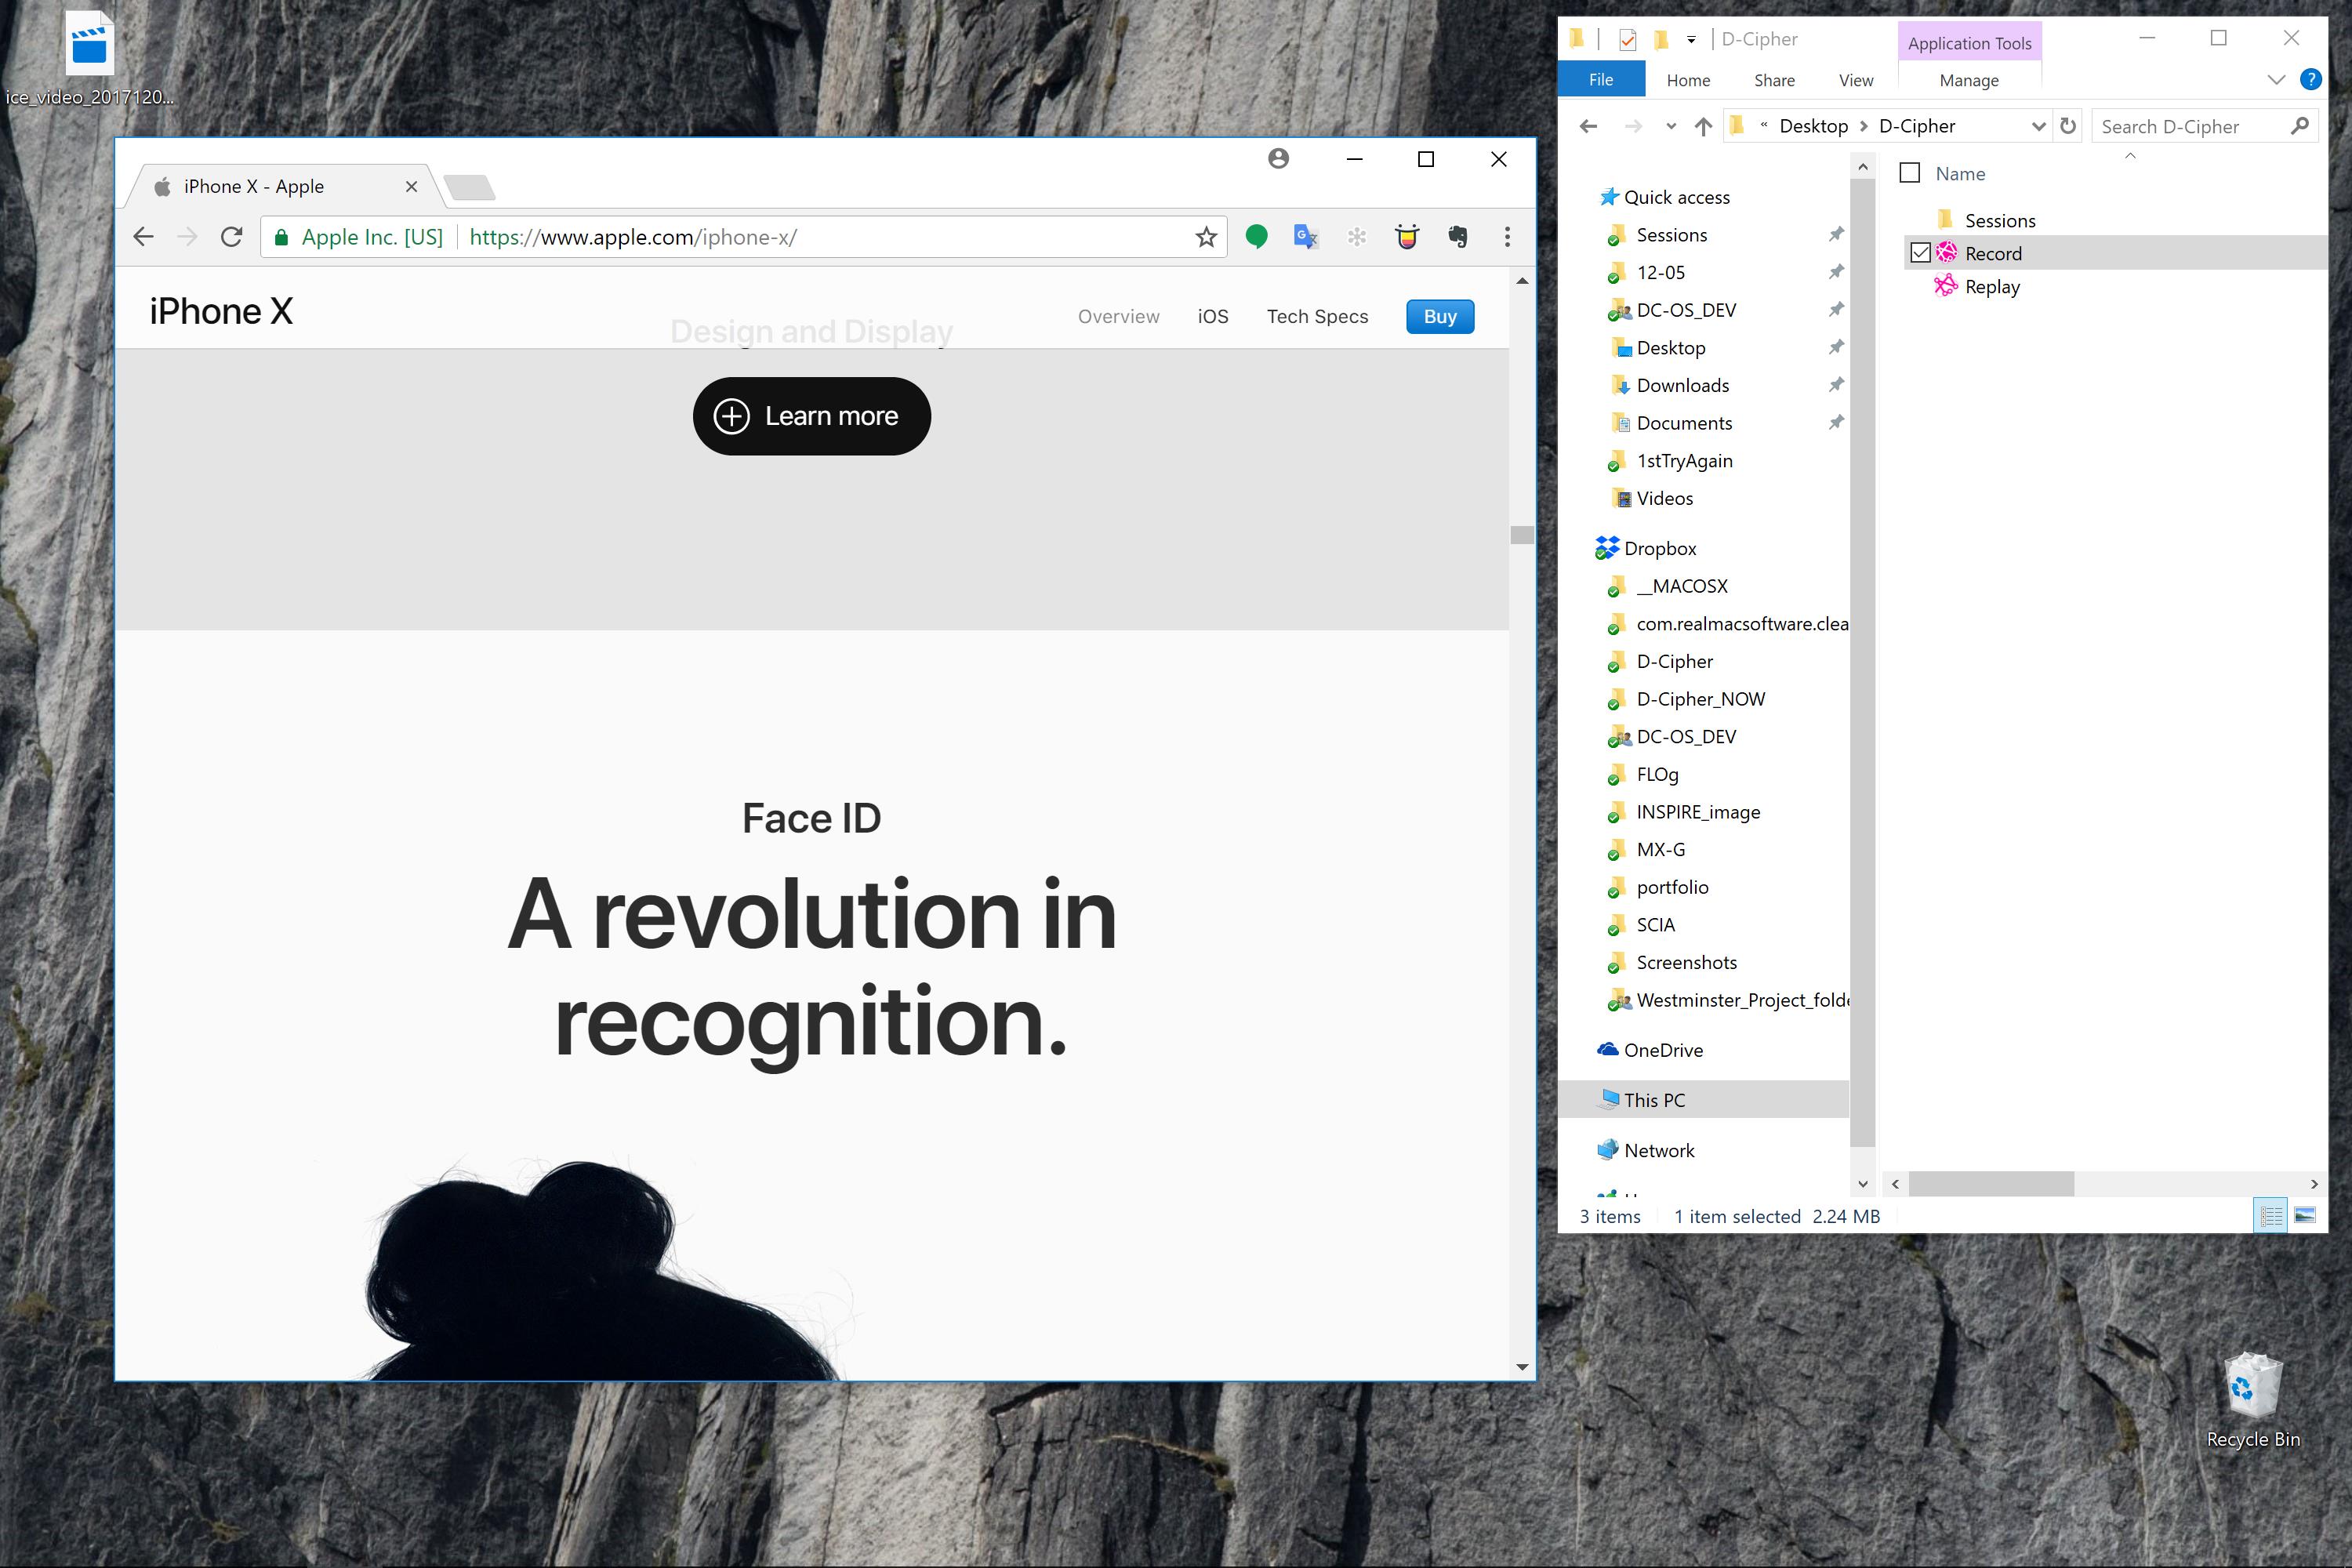 ice_video_2017120...
iPhone X - Apple
Apple Inc. [US] https://www.apple.com/iphone-x/
iPhone X
Design and Display
Overview iOS Tech Specs Buy
Learn more
Face ID
A revolution in
recognition.
D-Cipher
Application Tools
File Home Share View Manage
« Desktop > D-Cipher
Search D-Cipher
Quick access
Sessions
12-05
DC-OS_DEV
Desktop
Downloads
Documents
1stTryAgain
Videos
Dropbox
__MACOSX
com.realmacsoftware.clea
D-Cipher
D-Cipher_NOW
DC-OS_DEV
FLOg
INSPIRE_image
MX-G
portfolio
SCIA
Screenshots
Westminster_Project_folde
OneDrive
This PC
Network
Name
Sessions
Record
Replay
3 items 1 item selected 2.24 MB
Recycle Bin